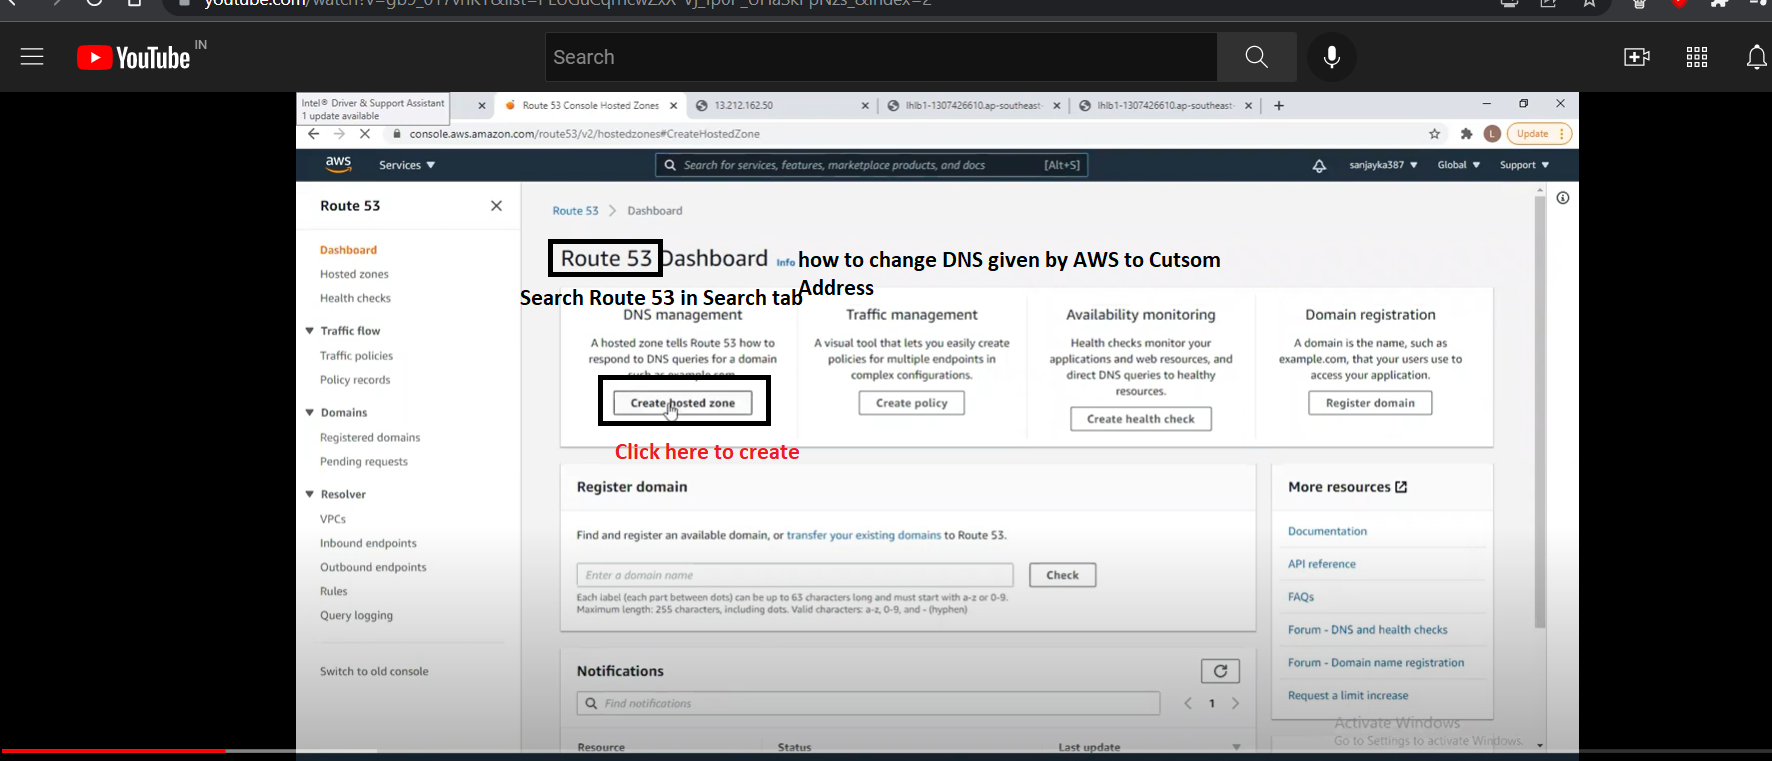 YouTube IN
Search
Intel® Driver & Support Assistant
1 update available
Route 53 Console Hosted Zones
13.212.162.50
lhlb1-1307426610.ap-southeast-
lhlb1-1307426610.ap-southeast-
console.aws.amazon.com/route53/v2/hostedzones#CreateHostedZone
L
Update
aws
Services
Search for services, features, marketplace products, and docs
[Alt+S]
sanjayka387
Global
Support
Route 53
Dashboard
Hosted zones
Health checks
Traffic flow
Traffic policies
Policy records
Domains
Registered domains
Pending requests
Resolver
VPCs
Inbound endpoints
Outbound endpoints
Rules
Query logging
Switch to old console
Route 53 > Dashboard
Route 53 Dashboard Info
how to change DNS given by AWS to Cutsom
Address
Search Route 53 in Search tab
DNS management
A hosted zone tells Route 53 how to
respond to DNS queries for a domain
such as example.com.
Create hosted zone
Click here to create
Traffic management
A visual tool that lets you easily create
policies for multiple endpoints in
complex configurations.
Create policy
Availability monitoring
Health checks monitor your
applications and web resources, and
direct DNS queries to healthy
resources.
Create health check
Domain registration
A domain is the name, such as
example.com, that your users use to
access your application.
Register domain
Register domain
Find and register an available domain, or transfer your existing domains to Route 53.
Enter a domain name
Check
Each label (each part between dots) can be up to 63 characters long and must start with a-z or 0-9.
Maximum length: 255 characters, including dots. Valid characters: a-z, 0-9, and - (hyphen)
More resources
Documentation
API reference
FAQs
Forum - DNS and health checks
Forum - Domain name registration
Request a limit increase
Notifications
Find notifications
1
Resource
Status
Last update
Activate Windows
Go to Settings to activate Windows.